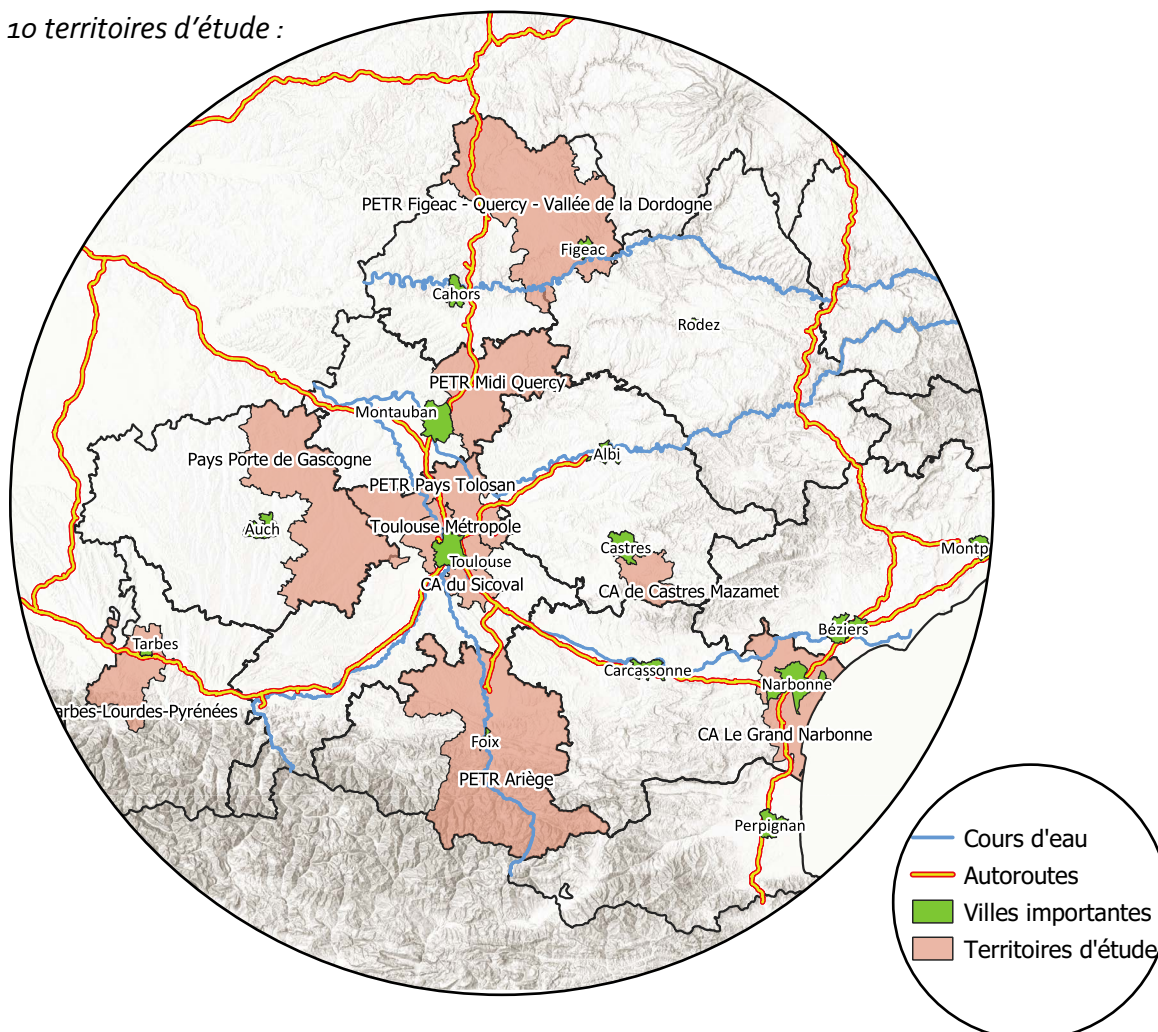 10 territoires d'étude :
PETR Figeac - Quercy - Vallée de la Dordogne
Figeac
Cahors
Rodez
PETR Midi Quercy
Montauban
Albi
Pays Porte de Gascogne
PETR Pays Tolosan
Auch
Toulouse Métropole
Castres
Montp
Toulouse
CA du Sicoval
CA de Castres Mazamet
Béziers
Tarbes
Carcassonne
Narbonne
arbes-Lourdes-Pyrénées
CA Le Grand Narbonne
Foix
PETR Ariège
Perpignan
Cours d'eau
Autoroutes
Villes importantes
Territoires d'étude